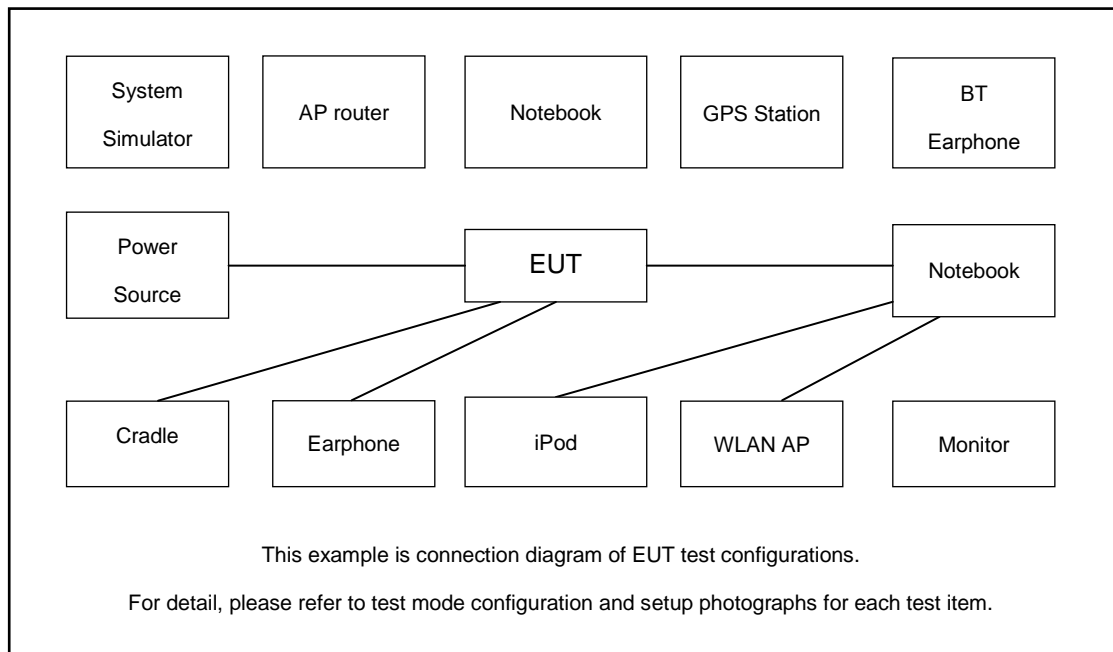 System
Simulator
AP router
Notebook
GPS Station
BT
Earphone
Power
Source
EUT
Notebook
Cradle
Earphone
iPod
WLAN AP
Monitor
This example is connection diagram of EUT test configurations.
For detail, please refer to test mode configuration and setup photographs for each test item.